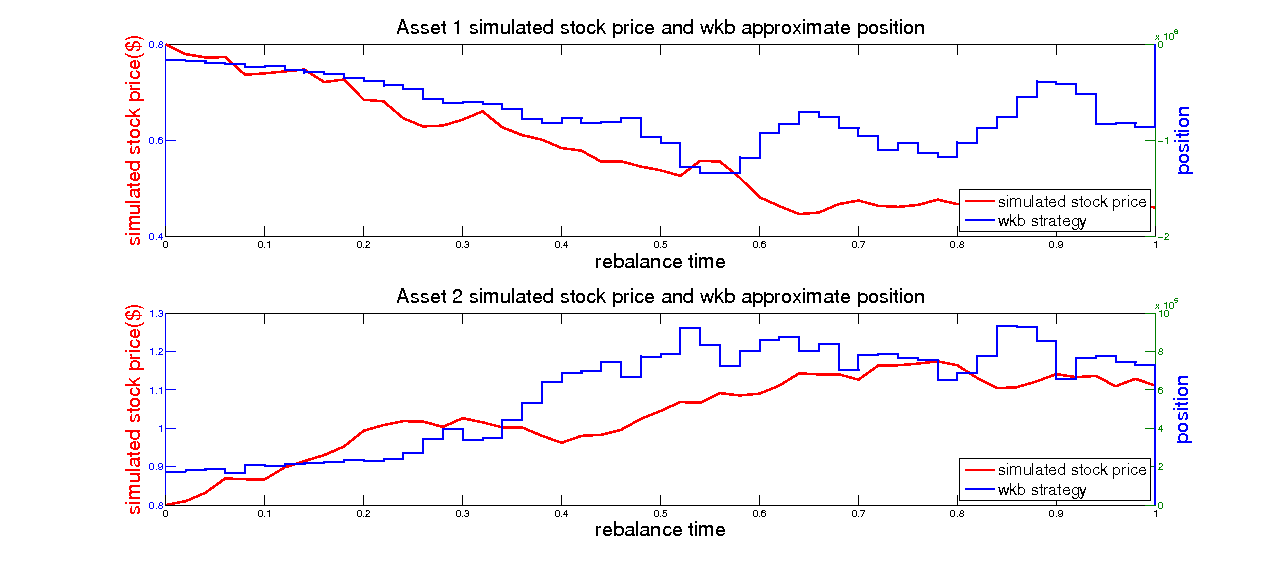 Asset 1 simulated stock price and wkb approximate position
simulated stock price($)
0.8
0.6
0.4
0
-1
-2
position
simulated stock price
wkb strategy
0 0.1 0.2 0.3 0.4 0.5 0.6 0.7 0.8 0.9 1
rebalance time
Asset 2 simulated stock price and wkb approximate position
simulated stock price($)
1.3
1.2
1.1
1
0.9
0.8
10
8
6
4
2
0
position
simulated stock price
wkb strategy
0 0.1 0.2 0.3 0.4 0.5 0.6 0.7 0.8 0.9 1
rebalance time